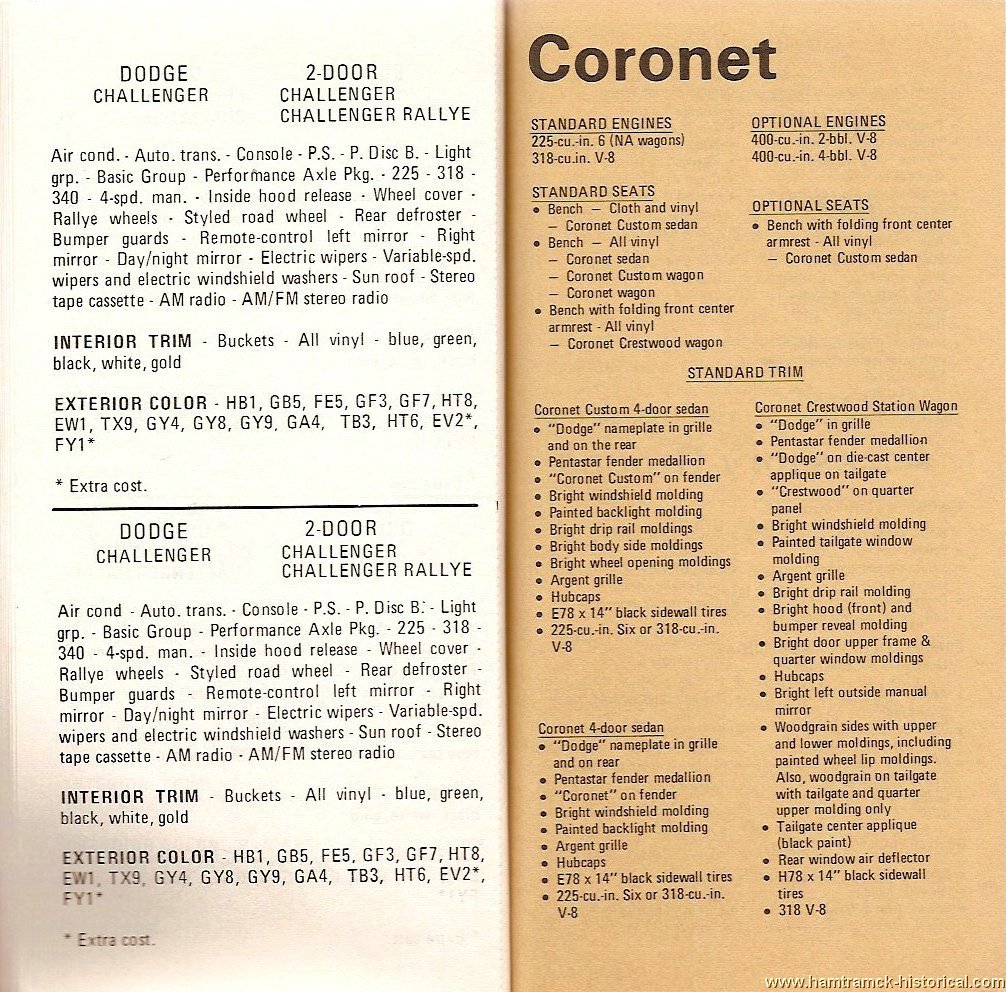 DODGE 2-DOOR
CHALLENGER CHALLENGER
CHALLENGER RALLYE
Air cond. - Auto. trans. - Console - P.S. - P. Disc B. - Light
grp. - Basic Group - Performance Axle Pkg. - 225 - 318 -
340 - 4-spd. man. - Inside hood release - Wheel cover -
Rallye wheels - Styled road wheel - Rear defroster -
Bumper guards - Remote-control left mirror - Right
mirror - Day/night mirror - Electric wipers - Variable-spd.
wipers and electric windshield washers - Sun roof - Stereo
tape cassette - AM radio - AM/FM stereo radio
INTERIOR TRIM - Buckets - All vinyl - blue, green,
black, white, gold
EXTERIOR COLOR - HB1, GB5, FE5, GF3, GF7, HT8,
EW1, TX9, GY4, GY8, GY9, GA4, TB3, HT6, EV2*,
FY1*
* Extra cost.
DODGE 2-DOOR
CHALLENGER CHALLENGER
CHALLENGER RALLYE
Air cond - Auto. trans. - Console - P.S. - P. Disc B. - Light
grp. - Basic Group - Performance Axle Pkg. - 225 - 318 -
340 - 4-spd. man. - Inside hood release - Wheel cover -
Rallye wheels - Styled road wheel - Rear defroster -
Bumper guards - Remote-control left mirror - Right
mirror - Day/night mirror - Electric wipers - Variable-spd.
wipers and electric windshield washers - Sun roof - Stereo
tape cassette - AM radio - AM/FM stereo radio
INTERIOR TRIM - Buckets - All vinyl - blue, green,
black, white, gold
EXTERIOR COLOR - HB1, GB5, FE5, GF3, GF7, HT8,
EW1, TX9, GY4, GY8, GY9, GA4, TB3, HT6, EV2*,
FY1*
* Extra cost.
Coronet
STANDARD ENGINES
225-cu.-in. 6 (NA wagons)
318-cu.in. V-8
OPTIONAL ENGINES
400-cu.-in. 2-bbl. V-8
400-cu.-in. 4-bbl. V-8
STANDARD SEATS
• Bench — Cloth and vinyl
— Coronet Custom sedan
• Bench — All vinyl
— Coronet sedan
— Coronet Custom wagon
— Coronet wagon
• Bench with folding front center
armrest - All vinyl
— Coronet Crestwood wagon
OPTIONAL SEATS
• Bench with folding front center
armrest - All vinyl
— Coronet Custom sedan
STANDARD TRIM
Coronet Custom 4-door sedan
• "Dodge" nameplate in grille
and on the rear
• Pentastar fender medallion
• "Coronet Custom" on fender
• Bright windshield molding
• Painted backlight molding
• Bright drip rail moldings
• Bright body side moldings
• Bright wheel opening moldings
• Argent grille
• Hubcaps
• E78 x 14" black sidewall tires
• 225-cu.-in. Six or 318-cu.-in.
V-8
Coronet 4-door sedan
• "Dodge" nameplate in grille
and on rear
• Pentastar fender medallion
• "Coronet" on fender
• Bright windshield molding
• Painted backlight molding
• Argent grille
• Hubcaps
• E78 x 14" black sidewall tires
• 225-cu.-in. Six or 318-cu.-in.
V-8
Coronet Crestwood Station Wagon
• "Dodge" in grille
• Pentastar fender medallion
• "Dodge" on die-cast center
applique on tailgate
• "Crestwood" on quarter
panel
• Bright windshield molding
• Painted tailgate window
molding
• Argent grille
• Bright drip rail molding
• Bright hood (front) and
bumper reveal molding
• Bright door upper frame &
quarter window moldings
• Hubcaps
• Bright left outside manual
mirror
• Woodgrain sides with upper
and lower moldings, including
painted wheel lip moldings.
Also, woodgrain on tailgate
with tailgate and quarter
upper molding only
• Tailgate center applique
(black paint)
• Rear window air deflector
• H78 x 14" black sidewall
tires
• 318 V-8
www.hamtramck-historical.com